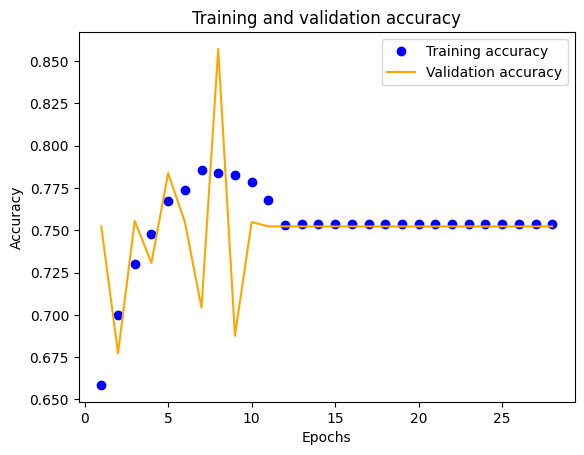 Training and validation accuracy
Training accuracy
Validation accuracy
0.850
0.825
0.800
0.775
0.750
0.725
0.700
0.675
0.650
Accuracy
0 5 10 15 20 25
Epochs